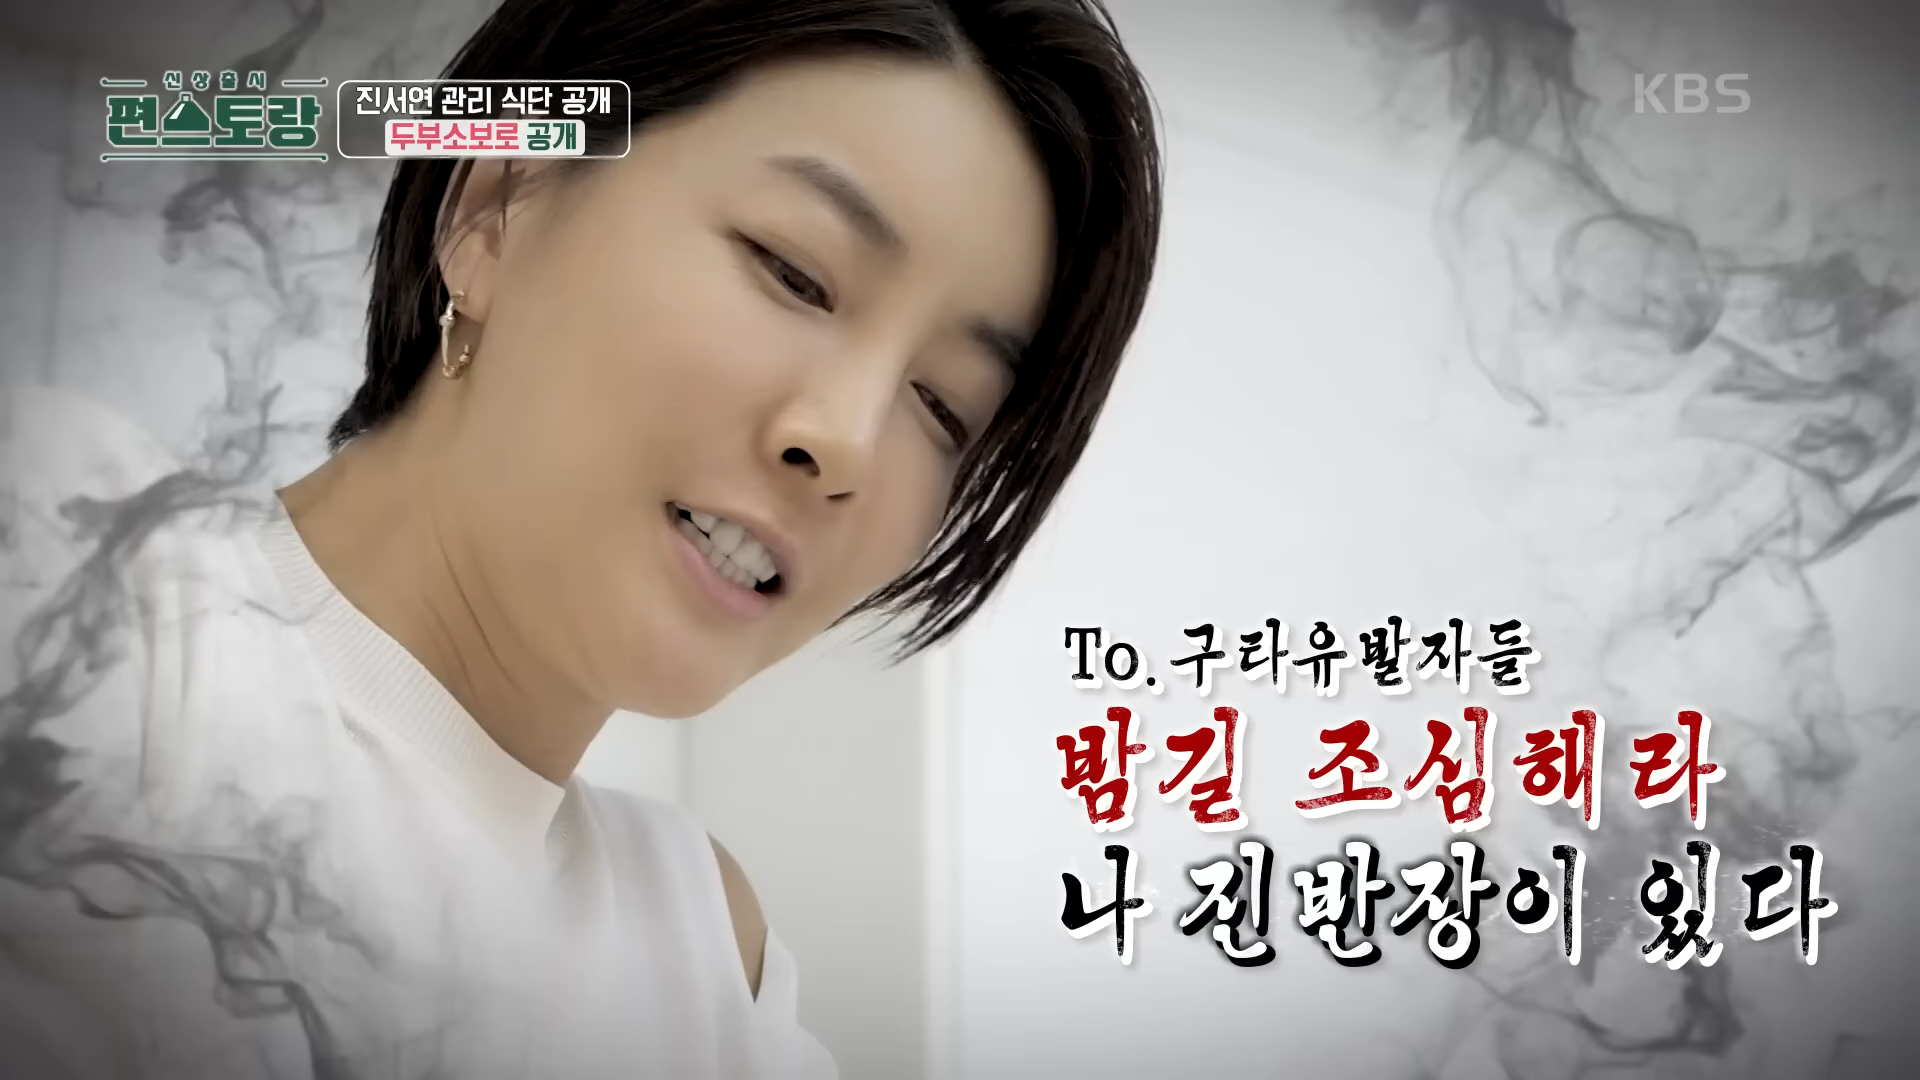 신상출시
편스토랑
진서연 관리 식단 공개
두부소보로 공개
KBS
To.구타유발자들
밤길 조심해라
나 진반장이 있다